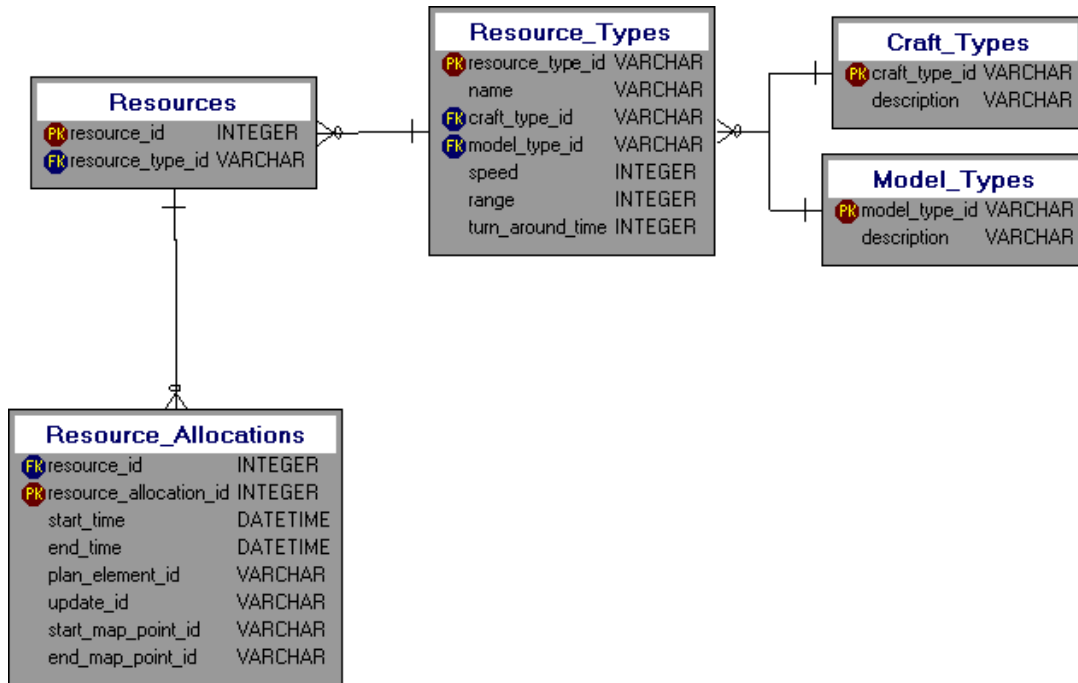 Resource_Types
PK resource_type_id VARCHAR
name VARCHAR
FK craft_type_id VARCHAR
FK model_type_id VARCHAR
speed INTEGER
range INTEGER
turn_around_time INTEGER
Craft_Types
PK craft_type_id VARCHAR
description VARCHAR
Resources
PK resource_id INTEGER
FK resource_type_id VARCHAR
Model_Types
PK model_type_id VARCHAR
description VARCHAR
Resource_Allocations
FK resource_id INTEGER
PK resource_allocation_id INTEGER
start_time DATETIME
end_time DATETIME
plan_element_id VARCHAR
update_id VARCHAR
start_map_point_id VARCHAR
end_map_point_id VARCHAR